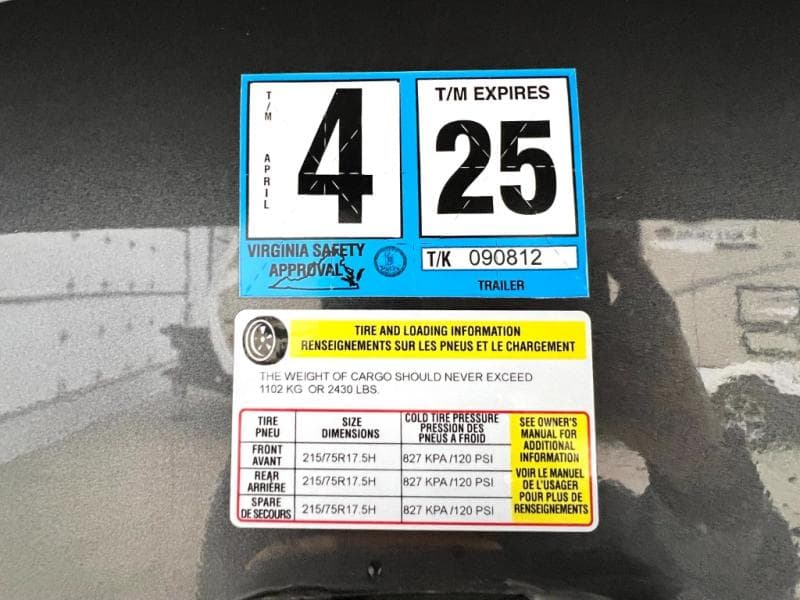 T/M APRIL
4
T/M EXPIRES
25
VIRGINIA SAFETY
APPROVAL
T/K 090812
TRAILER
TIRE AND LOADING INFORMATION
RENSEIGNEMENTS SUR LES PNEUS ET LE CHARGEMENT
THE WEIGHT OF CARGO SHOULD NEVER EXCEED
1102 KG OR 2430 LBS.
TIRE
PNEU
SIZE
DIMENSIONS
COLD TIRE PRESSURE
PRESSION DES
PNEUS A FROID
SEE OWNER'S
MANUAL FOR
ADDITIONAL
INFORMATION
VOIR LE MANUEL
DE L'USAGER
POUR PLUS DE
RENSEIGNEMENTS
FRONT
AVANT
215/75R17.5H
827 KPA /120 PSI
REAR
ARRIÈRE
215/75R17.5H
827 KPA /120 PSI
SPARE
DE SECOURS
215/75R17.5H
827 KPA /120 PSI